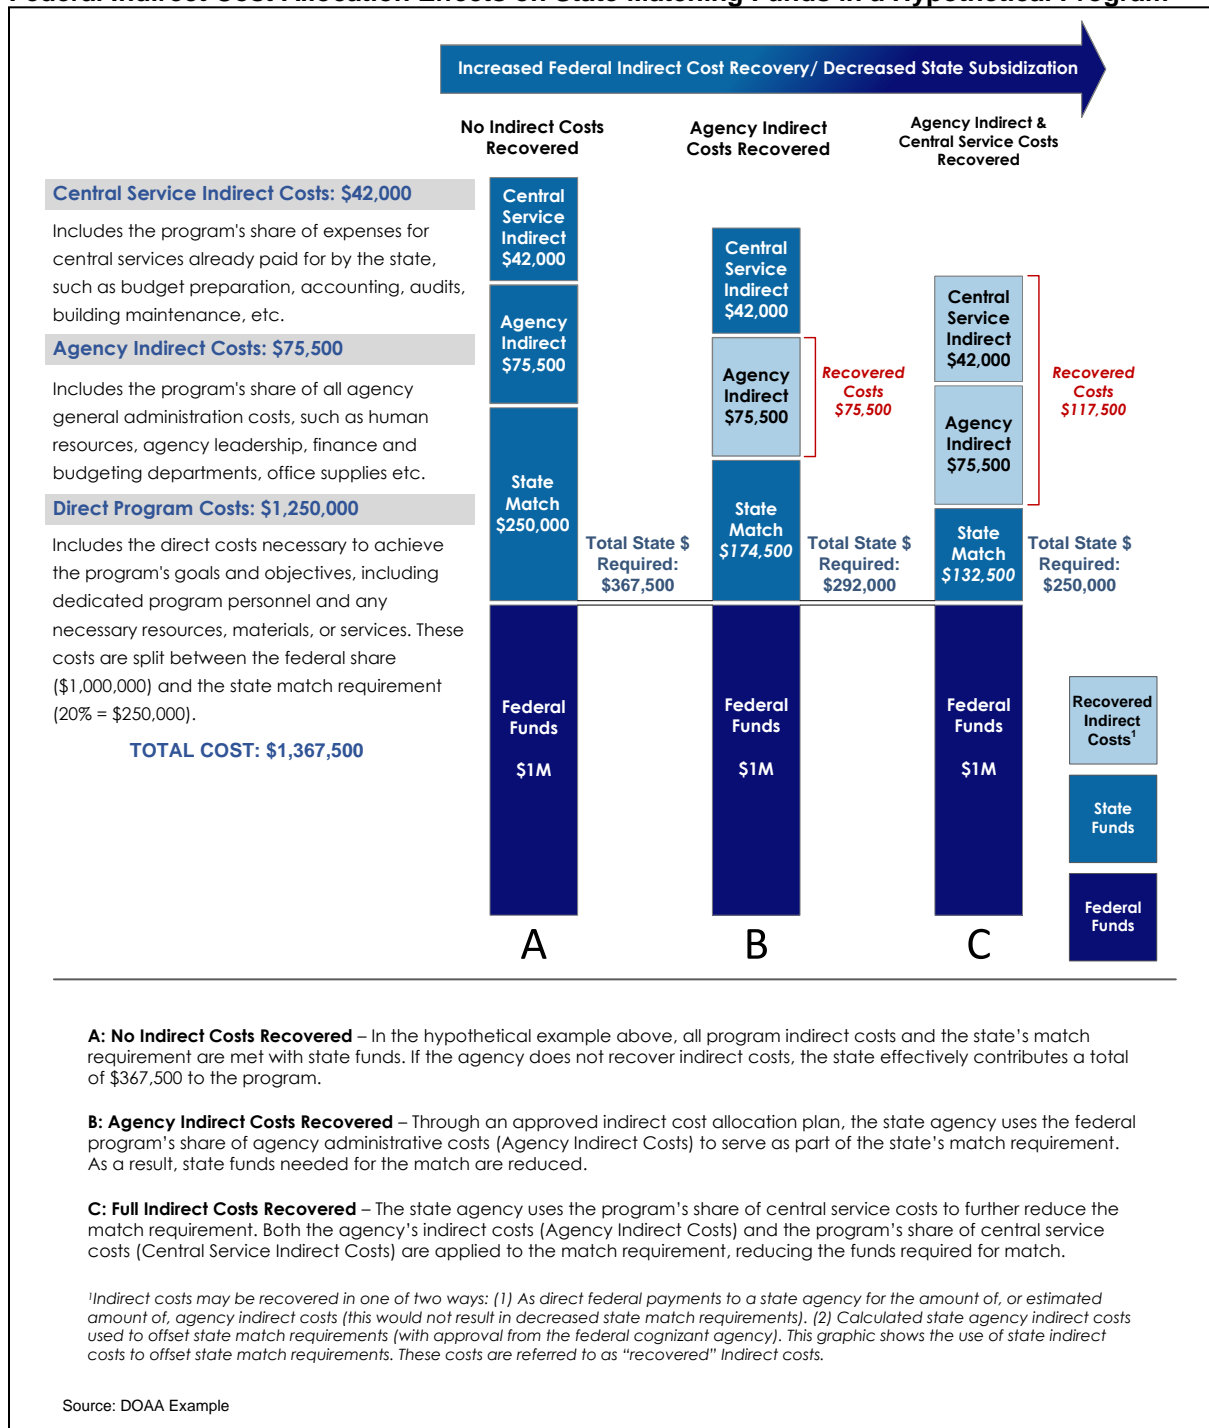 Federal Indirect Cost Allocation Effects on State Matching Funds in a Hypothetical Program
Increased Federal Indirect Cost Recovery/ Decreased State Subsidization
No Indirect Costs
Recovered
Agency Indirect
Costs Recovered
Agency Indirect &
Central Service Costs
Recovered
Central Service Indirect Costs: $42,000
Includes the program's share of expenses for
central services already paid for by the state,
such as budget preparation, accounting, audits,
building maintenance, etc.
Agency Indirect Costs: $75,500
Includes the program's share of all agency
general administration costs, such as human
resources, agency leadership, finance and
budgeting departments, office supplies etc.
Direct Program Costs: $1,250,000
Includes the direct costs necessary to achieve
the program's goals and objectives, including
dedicated program personnel and any
necessary resources, materials, or services. These
costs are split between the federal share
($1,000,000) and the state match requirement
(20% = $250,000).
TOTAL COST: $1,367,500
Central
Service
Indirect
$42,000
Agency
Indirect
$75,500
State
Match
$250,000
Federal
Funds
$1M
A
Total State $
Required:
$367,500
Central
Service
Indirect
$42,000
Agency
Indirect
$75,500
State
Match
$174,500
Federal
Funds
$1M
B
Recovered
Costs
$75,500
Total State $
Required:
$292,000
Central
Service
Indirect
$42,000
Agency
Indirect
$75,500
State
Match
$132,500
Federal
Funds
$1M
C
Recovered
Costs
$117,500
Total State $
Required:
$250,000
Recovered
Indirect
Costs¹
State
Funds
Federal
Funds
A: No Indirect Costs Recovered – In the hypothetical example above, all program indirect costs and the state's match
requirement are met with state funds. If the agency does not recover indirect costs, the state effectively contributes a total
of $367,500 to the program.
B: Agency Indirect Costs Recovered – Through an approved indirect cost allocation plan, the state agency uses the federal
program's share of agency administrative costs (Agency Indirect Costs) to serve as part of the state's match requirement.
As a result, state funds needed for the match are reduced.
C: Full Indirect Costs Recovered – The state agency uses the program's share of central service costs to further reduce the
match requirement. Both the agency's indirect costs (Agency Indirect Costs) and the program's share of central service
costs (Central Service Indirect Costs) are applied to the match requirement, reducing the funds required for match.
¹Indirect costs may be recovered in one of two ways: (1) As direct federal payments to a state agency for the amount of, or estimated
amount of, agency indirect costs (this would not result in decreased state match requirements). (2) Calculated state agency indirect costs
used to offset state match requirements (with approval from the federal cognizant agency). This graphic shows the use of state indirect
costs to offset state match requirements. These costs are referred to as "recovered" Indirect costs.
Source: DOAA Example